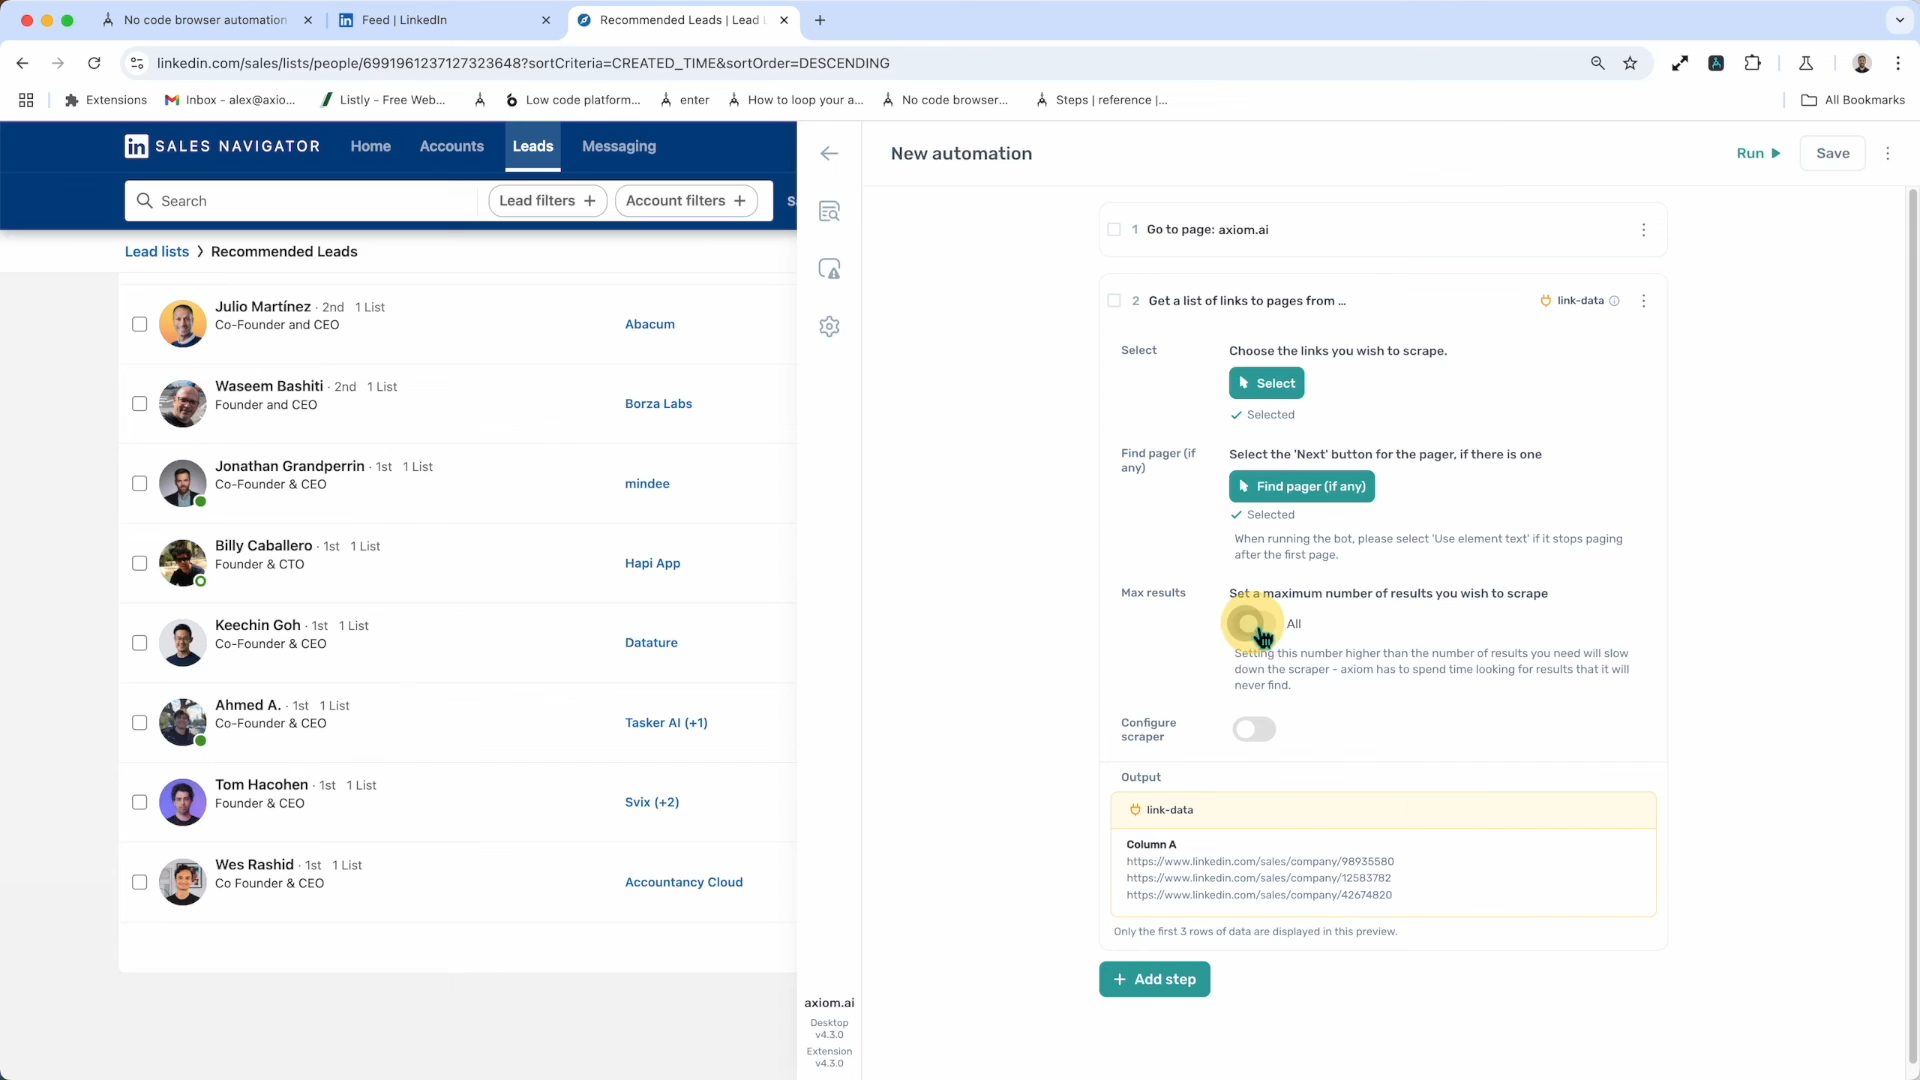 No code browser automation
Feed | LinkedIn
Recommended Leads | Lead
linkedin.com/sales/lists/people/6991961237127323648?sortCriteria=CREATED_TIME&sortOrder=DESCENDING
Extensions
Inbox - alex@axio...
Listly - Free Web...
Low code platform...
enter
How to loop your a...
No code browser...
Steps | reference |...
All Bookmarks
in SALES NAVIGATOR
Home
Accounts
Leads
Messaging
Search
Lead filters +
Account filters +
Lead lists > Recommended Leads
Julio Martínez · 2nd 1 List
Co-Founder and CEO
Abacum
Waseem Bashiti · 2nd 1 List
Founder and CEO
Borza Labs
Jonathan Grandperrin · 1st 1 List
Co-Founder & CEO
mindee
Billy Caballero · 1st 1 List
Founder & CTO
Hapi App
Keechin Goh · 1st 1 List
Co-Founder & CEO
Datature
Ahmed A. · 1st 1 List
Co-Founder & CEO
Tasker AI (+1)
Tom Hacohen · 1st 1 List
Founder & CEO
Svix (+2)
Wes Rashid · 1st 1 List
Co Founder & CEO
Accountancy Cloud
axiom.ai
Desktop
v4.3.0
Extension
v4.3.0
New automation
Run
Save
1 Go to page: axiom.ai
2 Get a list of links to pages from ...
link-data
Select
Choose the links you wish to scrape.
Select
Selected
Find pager (if
any)
Select the 'Next' button for the pager, if there is one
Find pager (if any)
Selected
When running the bot, please select 'Use element text' if it stops paging
after the first page.
Max results
Set a maximum number of results you wish to scrape
All
Setting this number higher than the number of results you need will slow
down the scraper - axiom has to spend time looking for results that it will
never find.
Configure
scraper
Output
link-data
Column A
https://www.linkedin.com/sales/company/98935580
https://www.linkedin.com/sales/company/12583782
https://www.linkedin.com/sales/company/42674820
Only the first 3 rows of data are displayed in this preview.
+ Add step